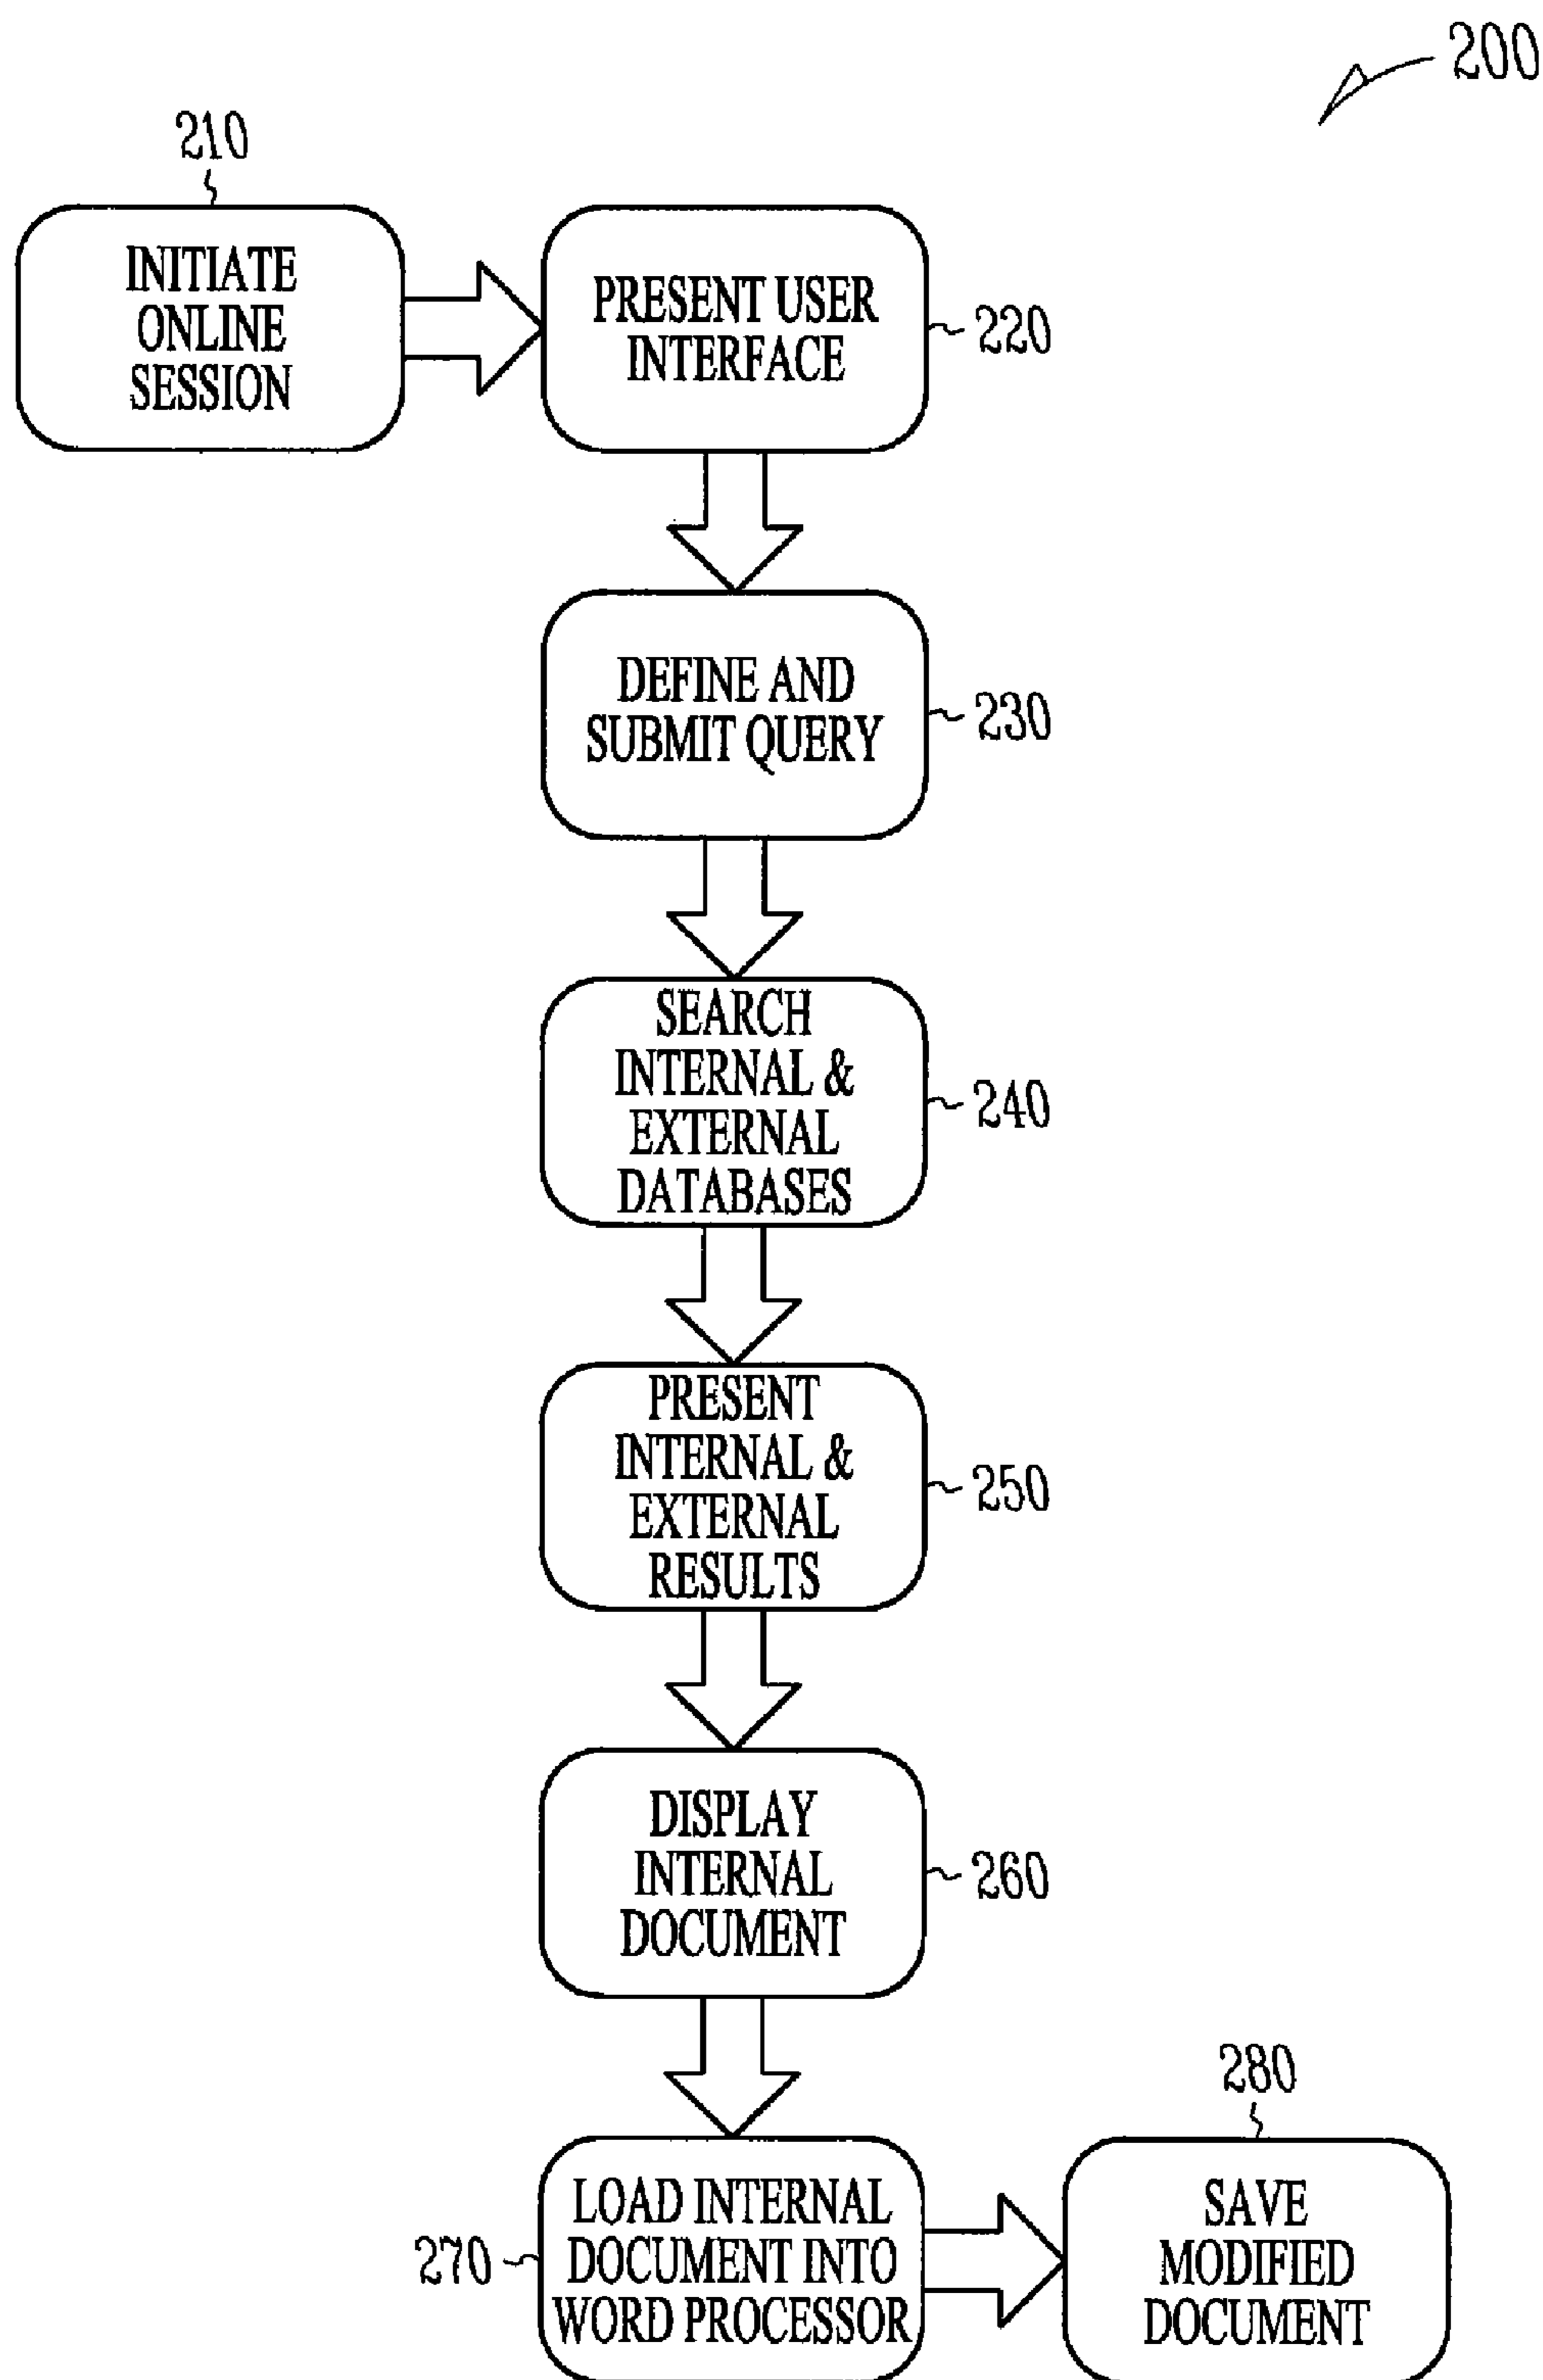 200
210
INITIATE
ONLINE
SESSION
PRESENT USER
INTERFACE
220
DEFINE AND
SUBMIT QUERY
230
SEARCH
INTERNAL &
EXTERNAL
DATABASES
240
PRESENT
INTERNAL &
EXTERNAL
RESULTS
250
DISPLAY
INTERNAL
DOCUMENT
260
270
LOAD INTERNAL
DOCUMENT INTO
WORD PROCESSOR
280
SAVE
MODIFIED
DOCUMENT